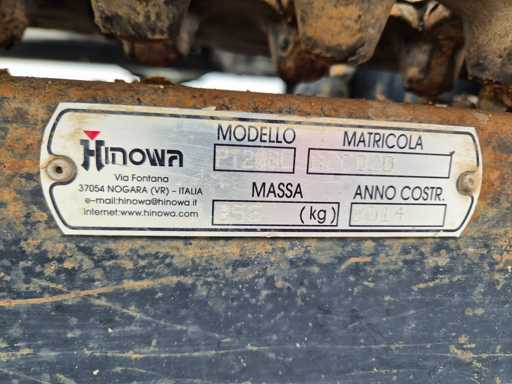 HINOWA
Via Fontana
37054 NOGARA (VR) - ITALIA
e-mail:hinowa@hinowa.it
internet:www.hinowa.com
MODELLO MATRICOLA
MASSA ANNO COSTR.
(kg) 2014